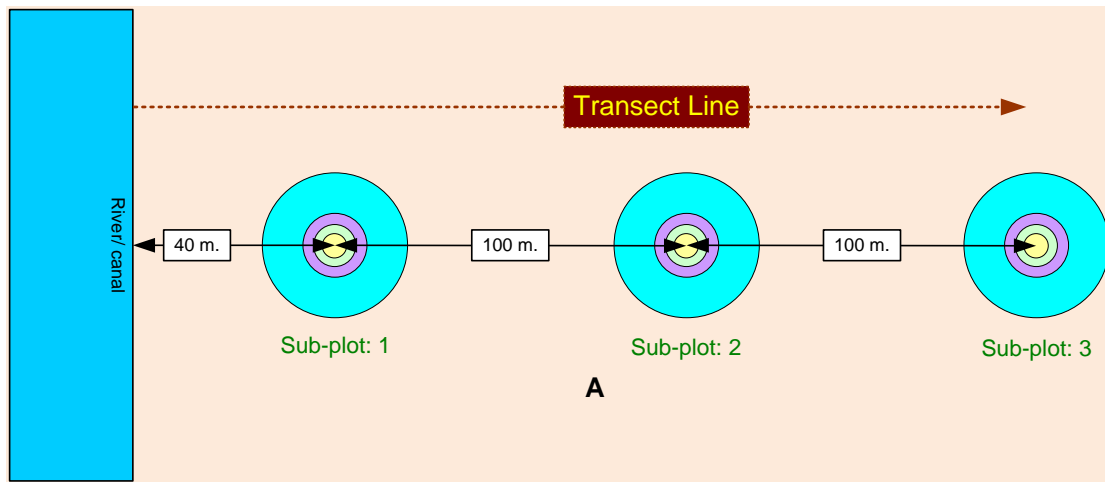 Transect Line
River/ canal
40 m.
100 m.
100 m.
Sub-plot: 1
Sub-plot: 2
Sub-plot: 3
A